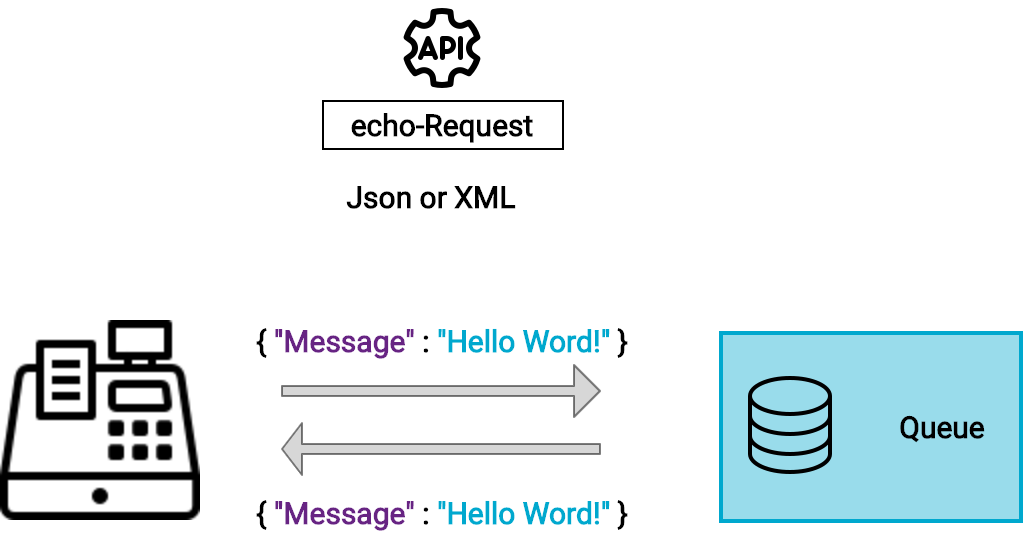 API
echo-Request
Json or XML
{ "Message" : "Hello Word!" }
Queue
{ "Message" : "Hello Word!" }